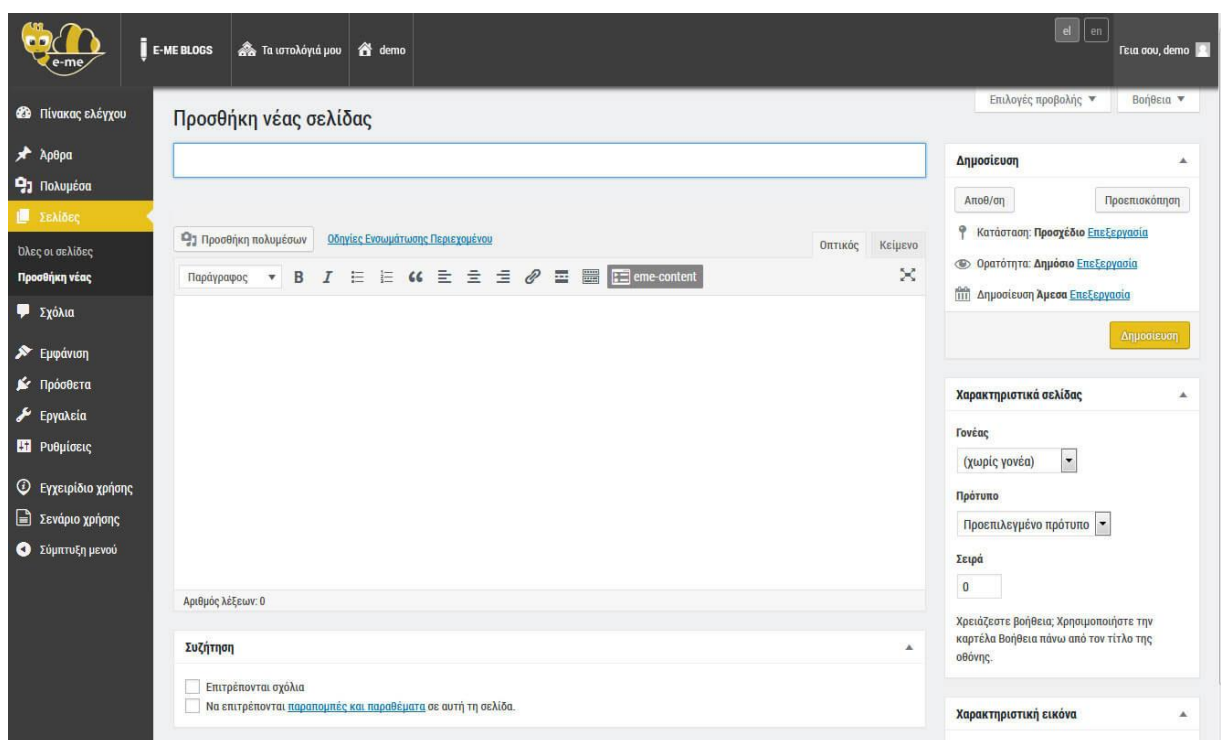 e-me
E-ME BLOGS
Τα ιστολόγιά μου
demo
el
en
Γεια σου, demo
Πίνακας ελέγχου
Άρθρα
Πολυμέσα
Σελίδες
Όλες οι σελίδες
Προσθήκη νέας
Σχόλια
Εμφάνιση
Πρόσθετα
Εργαλεία
Ρυθμίσεις
Εγχειρίδιο χρήσης
Σενάριο χρήσης
Σύμπτυξη μενού
Επιλογές προβολής
Βοήθεια
Προσθήκη νέας σελίδας
Προσθήκη πολυμέσων
Οδηγίες Ενσωμάτωσης Περιεχομένου
Οπτικός
Κείμενο
Παράγραφος
B
I
eme-content
Αριθμός λέξεων: 0
Συζήτηση
Επιτρέπονται σχόλια
Να επιτρέπονται παραπομπές και παραθέματα σε αυτή τη σελίδα.
Δημοσίευση
Αποθ/ση
Προεπισκόπηση
Κατάσταση: Προσχέδιο Επεξεργασία
Ορατότητα: Δημόσιο Επεξεργασία
Δημοσίευση Άμεσα Επεξεργασία
Δημοσίευση
Χαρακτηριστικά σελίδας
Γονέας
(χωρίς γονέα)
Πρότυπο
Προεπιλεγμένο πρότυπο
Σειρά
0
Χρειάζεστε βοήθεια; Χρησιμοποιήστε την
καρτέλα Βοήθεια πάνω από τον τίτλο της
οθόνης.
Χαρακτηριστική εικόνα